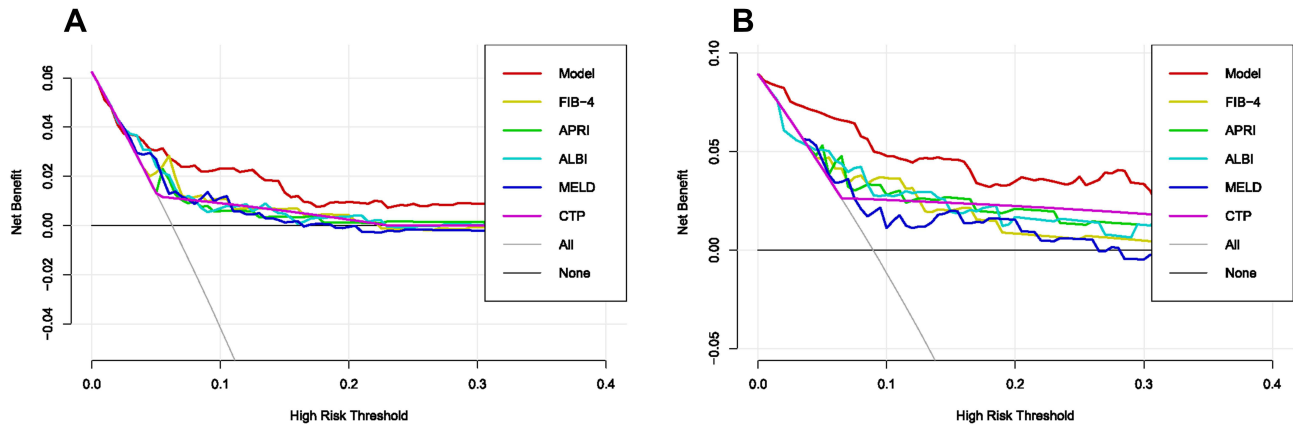 A
Net Benefit
0.06
0.04
0.02
0.00
−0.02
−0.04
0.0 0.1 0.2 0.3 0.4
High Risk Threshold
Model
FIB-4
APRI
ALBI
MELD
CTP
All
None
B
Net Benefit
0.10
0.05
0.00
−0.05
0.0 0.1 0.2 0.3 0.4
High Risk Threshold
Model
FIB-4
APRI
ALBI
MELD
CTP
All
None